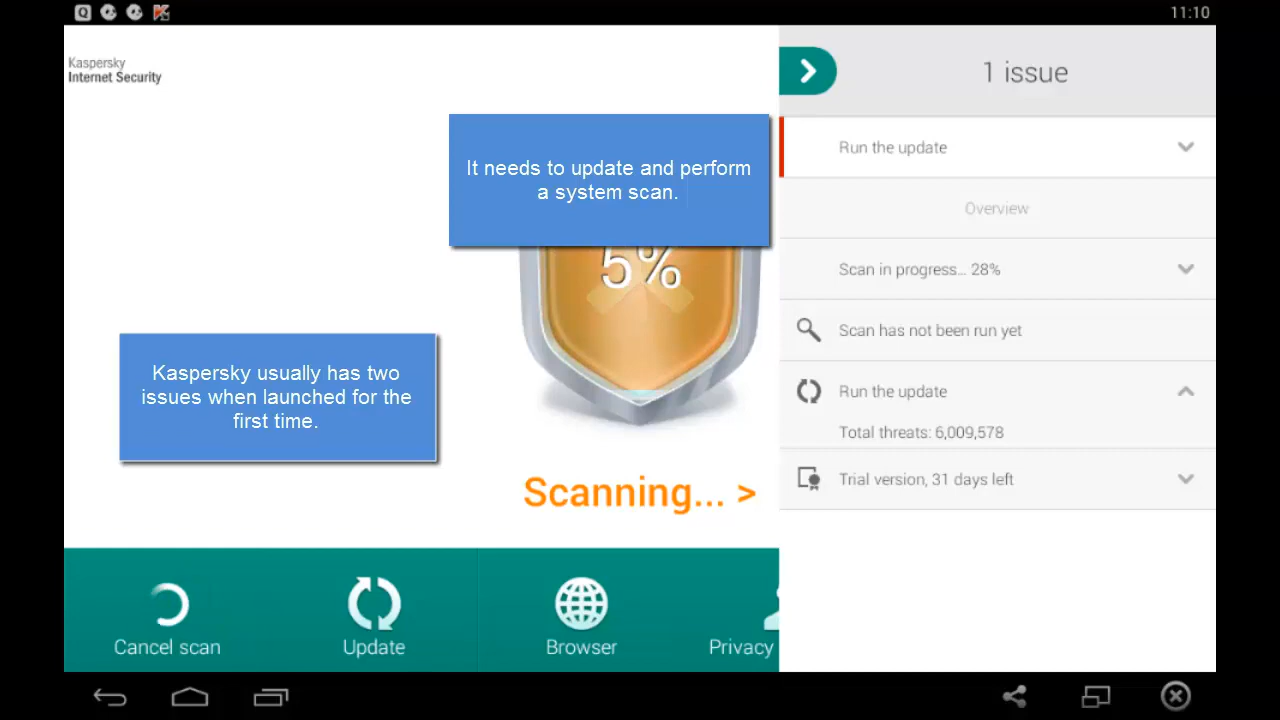 11:10
Kaspersky
Internet Security
1 issue
It needs to update and perform
a system scan.
Run the update
Overview
5%
Scan in progress... 28%
Scan has not been run yet
Kaspersky usually has two
issues when launched for the
first time.
Run the update
Total threats: 6,009,578
Trial version, 31 days left
Scanning... >
Cancel scan
Update
Browser
Privacy